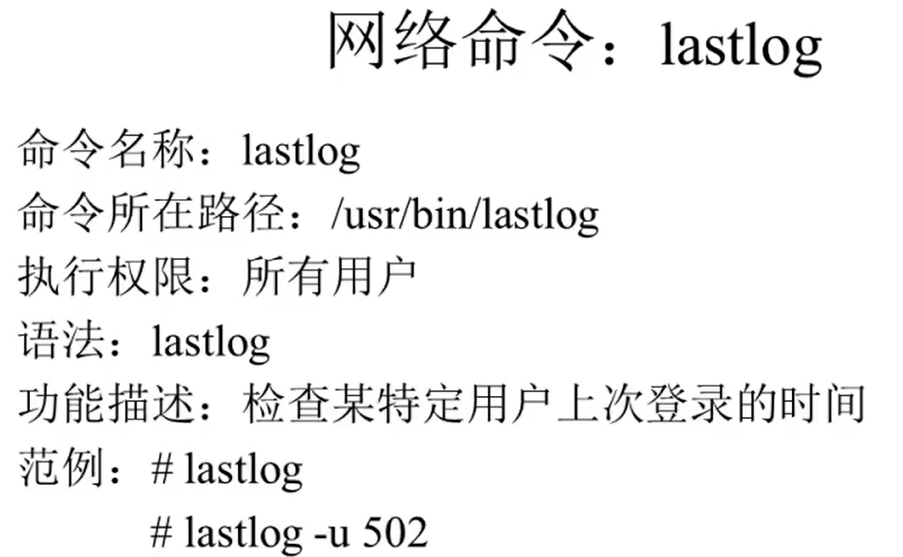 网络命令：lastlog
命令名称：lastlog
命令所在路径：/usr/bin/lastlog
执行权限：所有用户
语法：lastlog
功能描述：检查某特定用户上次登录的时间
范例：# lastlog
# lastlog -u 502